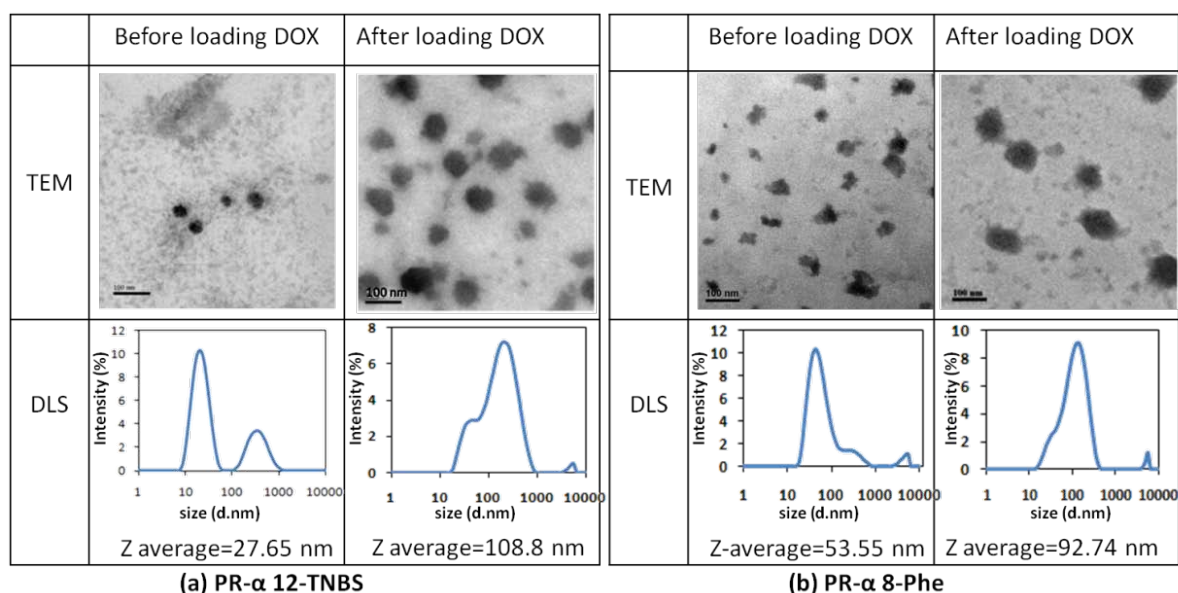 Before loading DOX
After loading DOX
TEM
100 nm
100 nm
DLS
Intensity (%)
12
10
8
6
4
2
0
1
10
100
1000
10000
size (d.nm)
Z average=27.65 nm
Intensity (%)
8
6
4
2
0
1
10
100
1000
10000
size (d.nm)
Z average=108.8 nm
(a) PR-α 12-TNBS
Before loading DOX
After loading DOX
TEM
100 nm
100 nm
DLS
Intensity (%)
12
10
8
6
4
2
0
1
10
100
1000
10000
size (d.nm)
Z-average=53.55 nm
Intensity (%)
10
8
6
4
2
0
1
10
100
1000
10000
size (d.nm)
Z average=92.74 nm
(b) PR-α 8-Phe